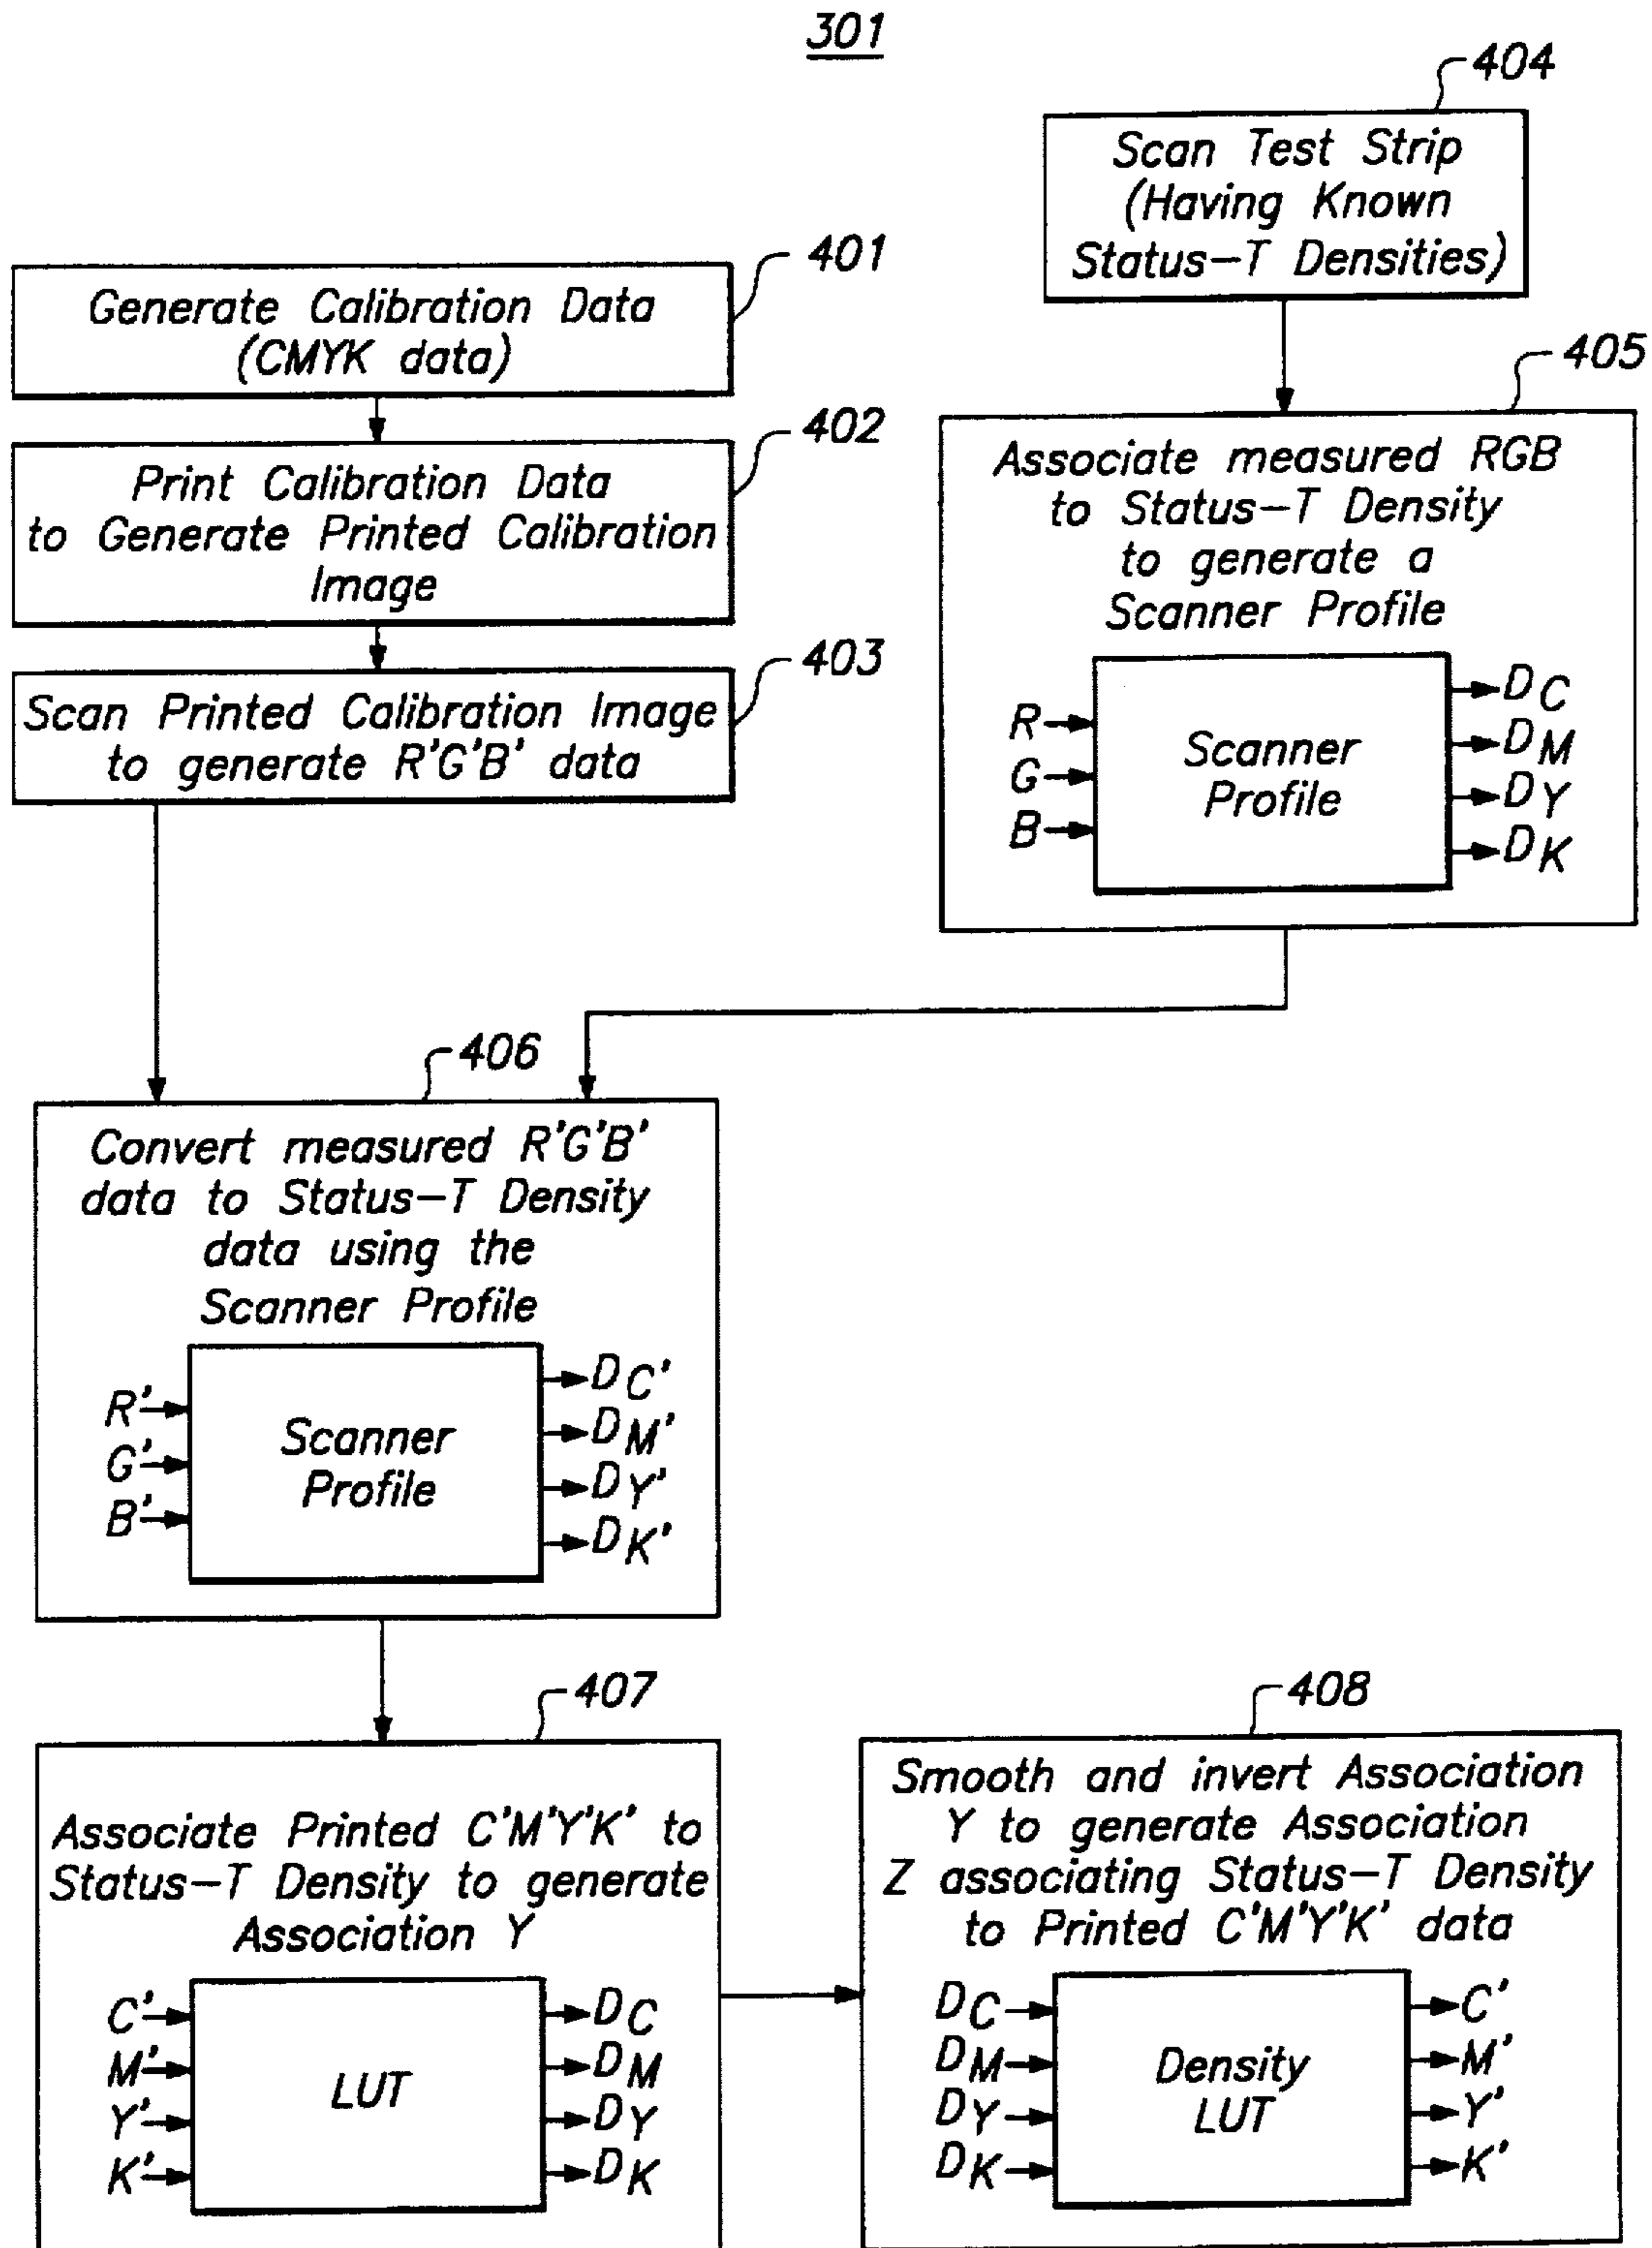 301
404
Scan Test Strip
(Having Known
Status-T Densities)
401
Generate Calibration Data
(CMYK data)
402
Print Calibration Data
to Generate Printed Calibration
Image
403
Scan Printed Calibration Image
to generate R'G'B' data
405
Associate measured RGB
to Status-T Density
to generate a
Scanner Profile
R
G
B
Scanner
Profile
DC
DM
DY
DK
406
Convert measured R'G'B'
data to Status-T Density
data using the
Scanner Profile
R'
G'
B'
Scanner
Profile
DC'
DM'
DY'
DK'
407
Associate Printed C'M'Y'K' to
Status-T Density to generate
Association Y
C'
M'
Y'
K'
LUT
DC
DM
DY
DK
408
Smooth and invert Association
Y to generate Association
Z associating Status-T Density
to Printed C'M'Y'K' data
DC
DM
DY
DK
Density
LUT
C'
M'
Y'
K'